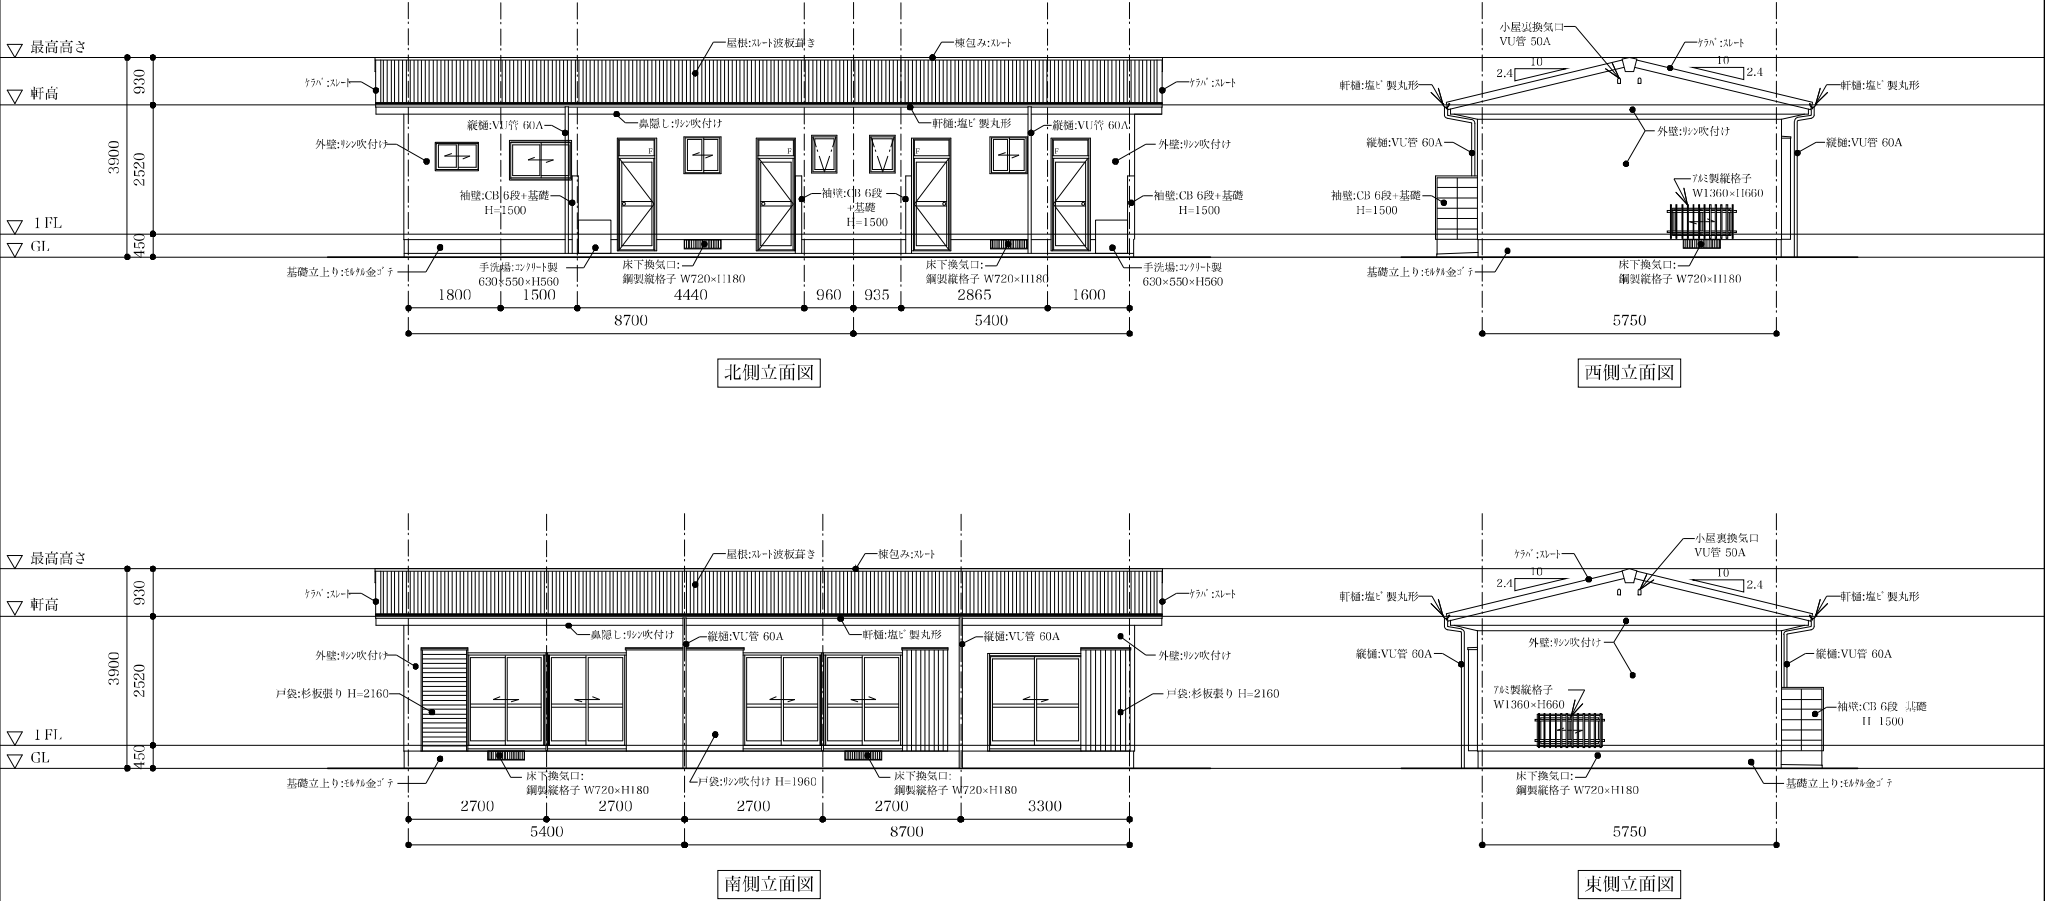 最高高さ
軒高
1FL
GL
930
2520
450
3900
屋根:ｽﾚｰﾄ波板葺き
棟包み:ｽﾚｰﾄ
ｹﾗﾊﾞ:ｽﾚｰﾄ
ｹﾗﾊﾞ:ｽﾚｰﾄ
縦樋:VU管 60A
鼻隠し:ﾘｼﾝ吹付け
軒樋:塩ﾋﾞ製丸形
縦樋:VU管 60A
外壁:ﾘｼﾝ吹付け
外壁:ﾘｼﾝ吹付け
F
F
F
F
袖壁:CB 6段+基礎
H=1500
袖壁:CB 6段
+基礎
H=1500
袖壁:CB 6段+基礎
H=1500
基礎立上り:ﾓﾙﾀﾙ金ｺﾞﾃ
手洗場:ｺﾝｸﾘｰﾄ製
630×550×H560
床下換気口:
鋼製縦格子 W720×H180
床下換気口:
鋼製縦格子 W720×H180
手洗場:ｺﾝｸﾘｰﾄ製
630×550×H560
1800
1500
4440
960
935
2865
1600
8700
5400
北側立面図
小屋裏換気口
VU管 50A
ｹﾗﾊﾞ:ｽﾚｰﾄ
10
2.4
10
2.4
軒樋:塩ﾋﾞ製丸形
軒樋:塩ﾋﾞ製丸形
外壁:ﾘｼﾝ吹付け
縦樋:VU管 60A
縦樋:VU管 60A
ｱﾙﾐ製縦格子
W1360×H660
袖壁:CB 6段+基礎
H=1500
基礎立上り:ﾓﾙﾀﾙ金ｺﾞﾃ
床下換気口:
鋼製縦格子 W720×H180
5750
西側立面図
最高高さ
軒高
1FL
GL
930
2520
450
3900
屋根:ｽﾚｰﾄ波板葺き
棟包み:ｽﾚｰﾄ
ｹﾗﾊﾞ:ｽﾚｰﾄ
ｹﾗﾊﾞ:ｽﾚｰﾄ
鼻隠し:ﾘｼﾝ吹付け
縦樋:VU管 60A
軒樋:塩ﾋﾞ製丸形
縦樋:VU管 60A
外壁:ﾘｼﾝ吹付け
外壁:ﾘｼﾝ吹付け
戸袋:杉板張り H=2160
戸袋:杉板張り H=2160
基礎立上り:ﾓﾙﾀﾙ金ｺﾞﾃ
床下換気口:
鋼製縦格子 W720×H180
戸袋:ﾘｼﾝ吹付け H=1960
床下換気口:
鋼製縦格子 W720×H180
2700
2700
2700
2700
3300
5400
8700
南側立面図
小屋裏換気口
VU管 50A
ｹﾗﾊﾞ:ｽﾚｰﾄ
10
2.4
10
2.4
軒樋:塩ﾋﾞ製丸形
軒樋:塩ﾋﾞ製丸形
外壁:ﾘｼﾝ吹付け
縦樋:VU管 60A
縦樋:VU管 60A
ｱﾙﾐ製縦格子
W1360×H660
袖壁:CB 6段 基礎
H 1500
床下換気口:
鋼製縦格子 W720×H180
基礎立上り:ﾓﾙﾀﾙ金ｺﾞﾃ
5750
東側立面図